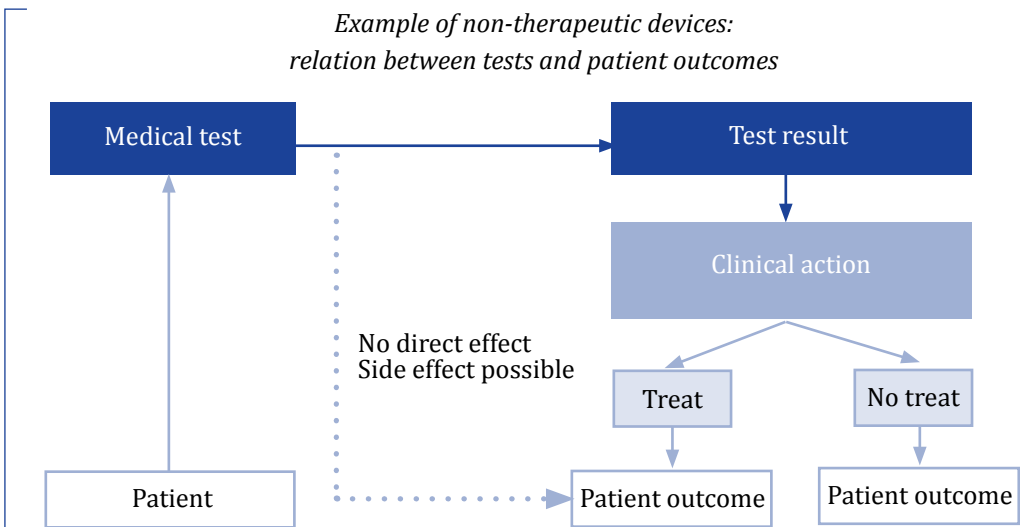 Example of non-therapeutic devices:
relation between tests and patient outcomes
Medical test
Test result
Clinical action
No direct effect
Side effect possible
Treat
No treat
Patient
Patient outcome
Patient outcome